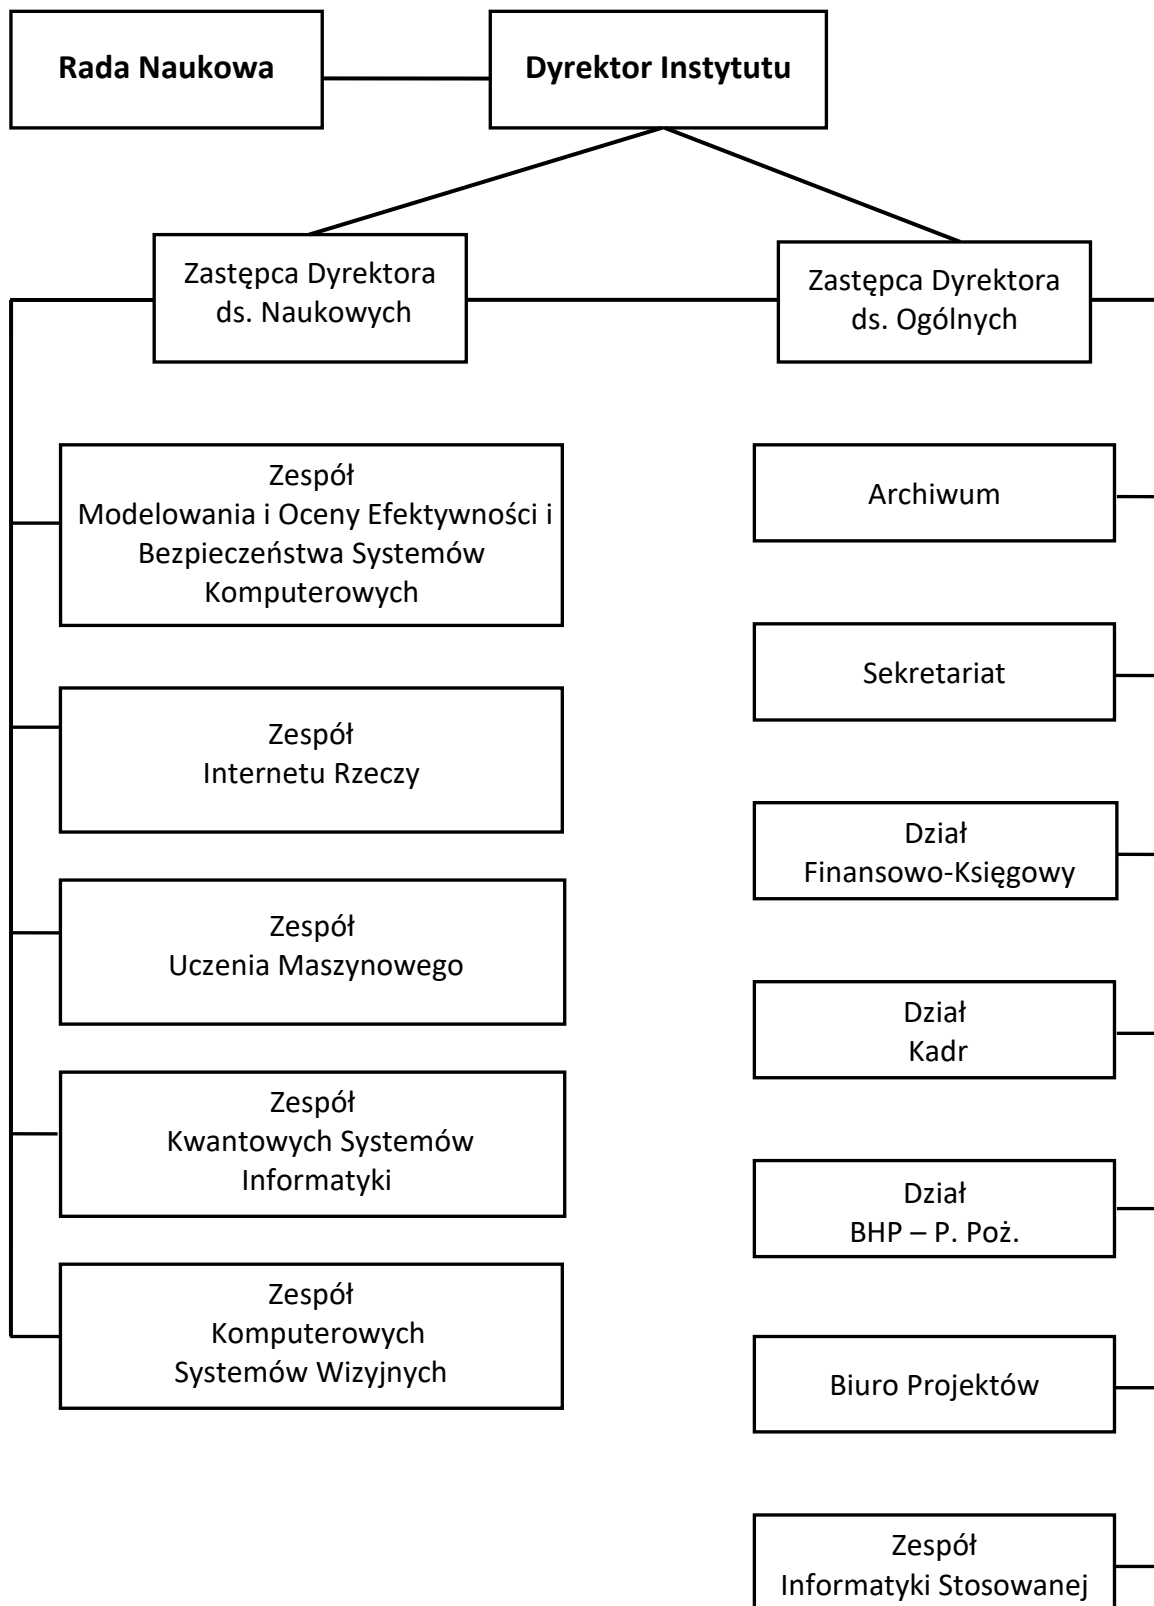 Rada Naukowa
Dyrektor Instytutu
Zastępca Dyrektora
ds. Naukowych
Zastępca Dyrektora
ds. Ogólnych
Zespół
Modelowania i Oceny Efektywności i
Bezpieczeństwa Systemów
Komputerowych
Zespół
Internetu Rzeczy
Zespół
Uczenia Maszynowego
Zespół
Kwantowych Systemów
Informatyki
Zespół
Komputerowych
Systemów Wizyjnych
Archiwum
Sekretariat
Dział
Finansowo-Księgowy
Dział
Kadr
Dział
BHP – P. Poż.
Biuro Projektów
Zespół
Informatyki Stosowanej